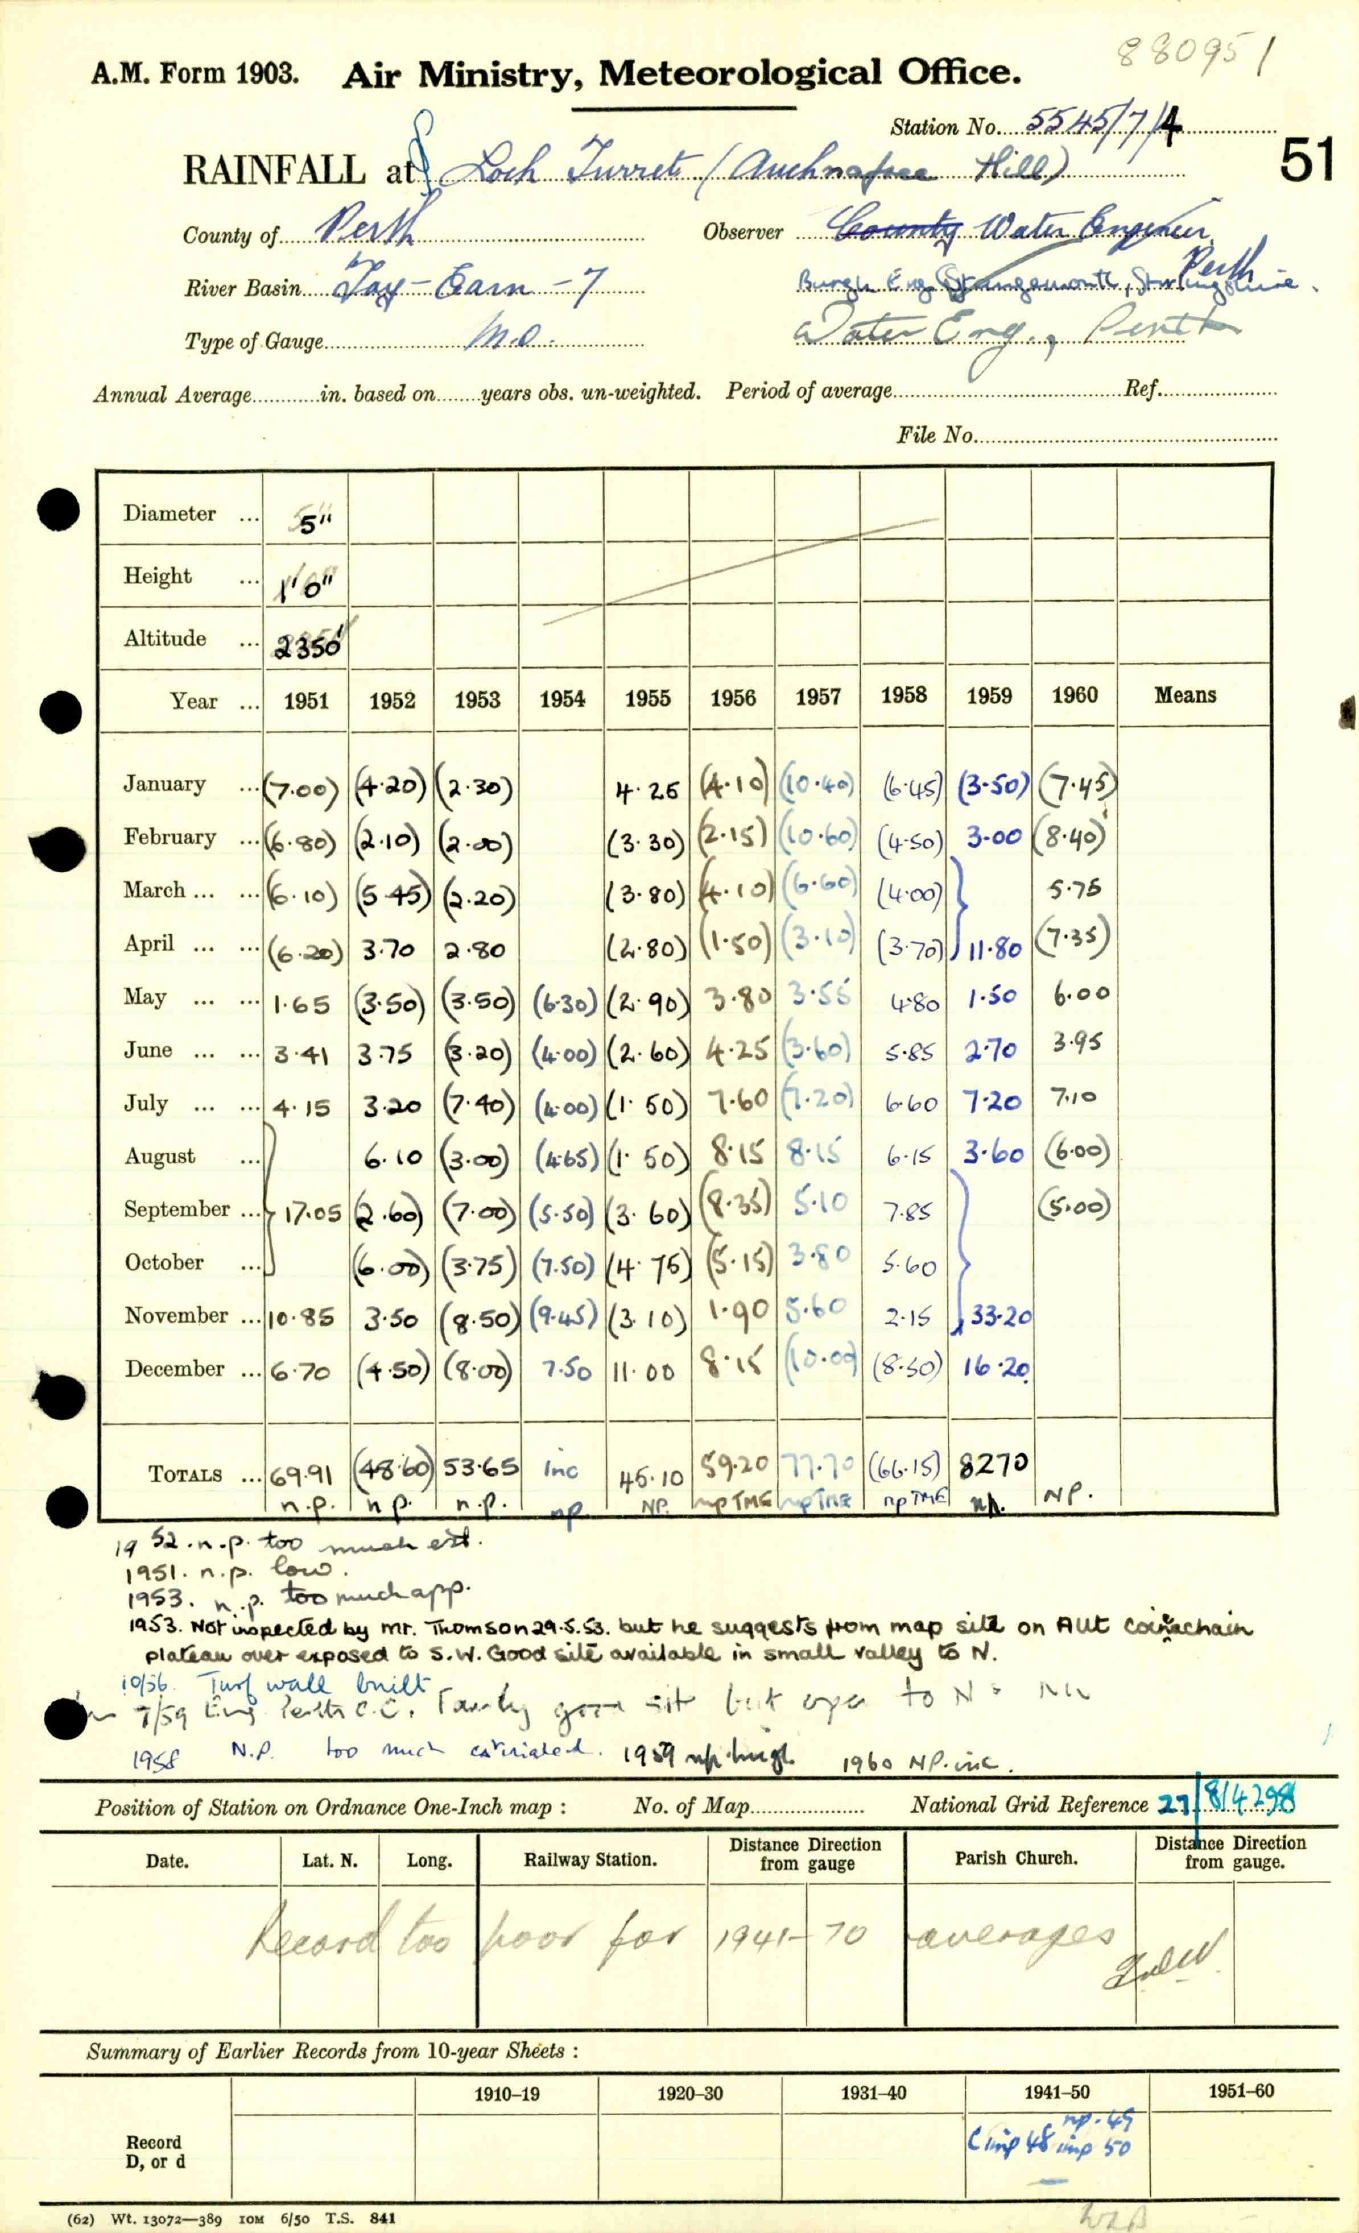 880951
A.M. Form 1903. Air Ministry, Meteorological Office.
Station No. 5545/7/4
51
RAINFALL at Loch Turret (Auchnafree Hill)
County of Perth Observer County Water Engineer, Perth
River Basin Tay - Earn - 7 Burgh Eng Grangemouth, Stirlingshire.
Type of Gauge M.O. Water Eng., Perth
Annual Average in. based on years obs. un-weighted. Period of average Ref.
File No.
Diameter ... 5"
Height ... 1' 0"
Altitude ... 2350'
Year ... 1951 1952 1953 1954 1955 1956 1957 1958 1959 1960 Means
January ... (7.00) (4.20) (2.30) 4.25 (4.10) (10.40) (6.45) (3.50) (7.45)
February ... (6.80) (2.10) (2.00) (3.30) (2.15) (10.60) (4.50) 3.00 (8.40)
March ... ... (6.10) (5.45) (2.20) (3.80) (4.10) (6.60) (4.00) 5.75
April ... ... (6.20) 3.70 2.80 (2.80) (1.50) (3.10) (3.70) 11.80 (7.35)
May ... ... 1.65 (3.50) (3.50) (6.30) (2.90) 3.80 3.55 4.80 1.50 6.00
June ... ... 3.41 3.75 (3.20) (4.00) (2.60) 4.25 (3.60) 5.85 2.70 3.95
July ... ... 4.15 3.20 (7.40) (4.00) (1.50) 7.60 (7.20) 6.60 7.20 7.10
August ... 6.10 (3.00) (4.65) (1.50) 8.15 8.15 6.15 3.60 (6.00)
September ... 17.05 (2.60) (7.00) (5.50) (3.60) (8.35) 5.10 7.85 (5.00)
October ... (6.00) (3.75) (7.50) (4.75) (5.15) 3.80 5.60
November ... 10.85 3.50 (8.50) (9.45) (3.10) 1.90 5.60 2.15 33.20
December ... 6.70 (4.50) (8.00) 7.50 11.00 8.15 (10.00) (8.50) 16.20
TOTALS ... 69.91 (48.60) 53.65 inc 45.10 59.20 77.70 (66.15) 82.70
n.p. n.p. n.p. np NP. npTME npTME npTME np. NP.
1952. n.p. too much est.
1951. n.p. low.
1953. n.p. too much app.
1953. Not inspected by Mr. Thomson 29.5.53. but he suggests from map site on Allt Coinachain
plateau over exposed to S.W. Good site available in small valley to N.
10/56. Turf wall built
7/59 Eng Perth C.C. Fairly good site but open to N
1958 N.P. too much estimated. 1959 np. high 1960 NP. inc.
Position of Station on Ordnance One-Inch map : No. of Map National Grid Reference 27/814298
Date. Lat. N. Long. Railway Station. Distance from gauge Direction Parish Church. Distance from gauge. Direction
Record too poor for 1941-70 averages
Summary of Earlier Records from 10-year Sheets :
1910-19 1920-30 1931-40 1941-50 1951-60
Record
D, or d
np. 49
inp 48 inp 50
(62) Wt. 13072—389 10M 6/50 T.S. 841